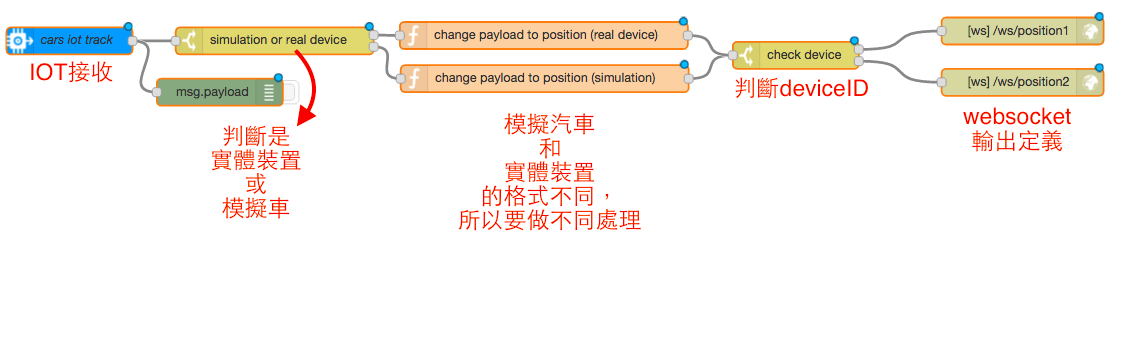 cars iot track
IOT接收
msg.payload
simulation or real device
判斷是
實體裝置
或
模擬車
change payload to position (real device)
change payload to position (simulation)
模擬汽車
和
實體裝置
的格式不同，
所以要做不同處理
check device
判斷deviceID
[ws] /ws/position1
[ws] /ws/position2
websocket
輸出定義